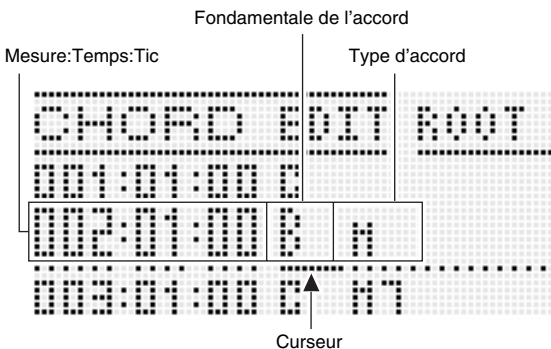 Fondamentale de l'accord
Mesure:Temps:Tic
Type d'accord
CHORD EDIT ROOT
001:01:00 C
002:01:00 B m
003:01:00 C M7
Curseur